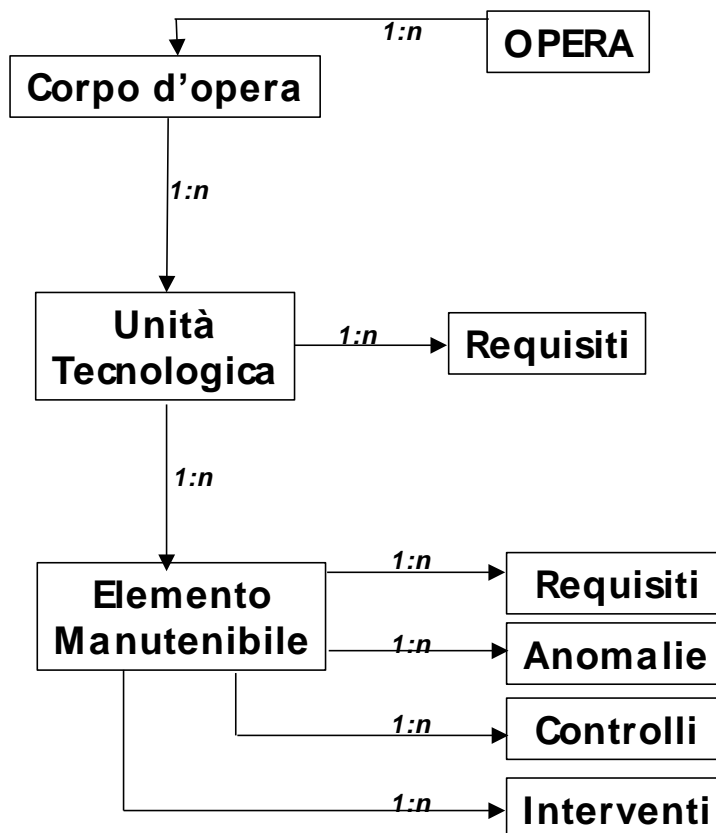 1:n
OPERA
Corpo d’opera
1:n
Unità
Tecnologica
1:n
Requisiti
1:n
Elemento
Manutenibile
1:n
Requisiti
1:n
Anomalie
1:n
Controlli
1:n
Interventi